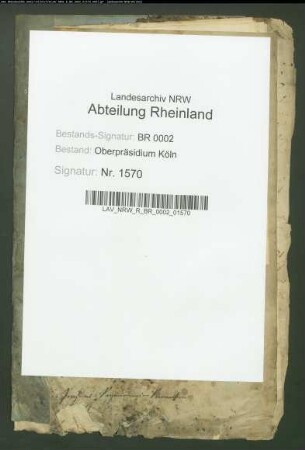 Landesarchiv NRW
Abteilung Rheinland
Bestands-Signatur: BR 0002
Bestand: Oberpräsidium Köln
Signatur: Nr. 1570
LAV_NRW_R_BR_0002_01570